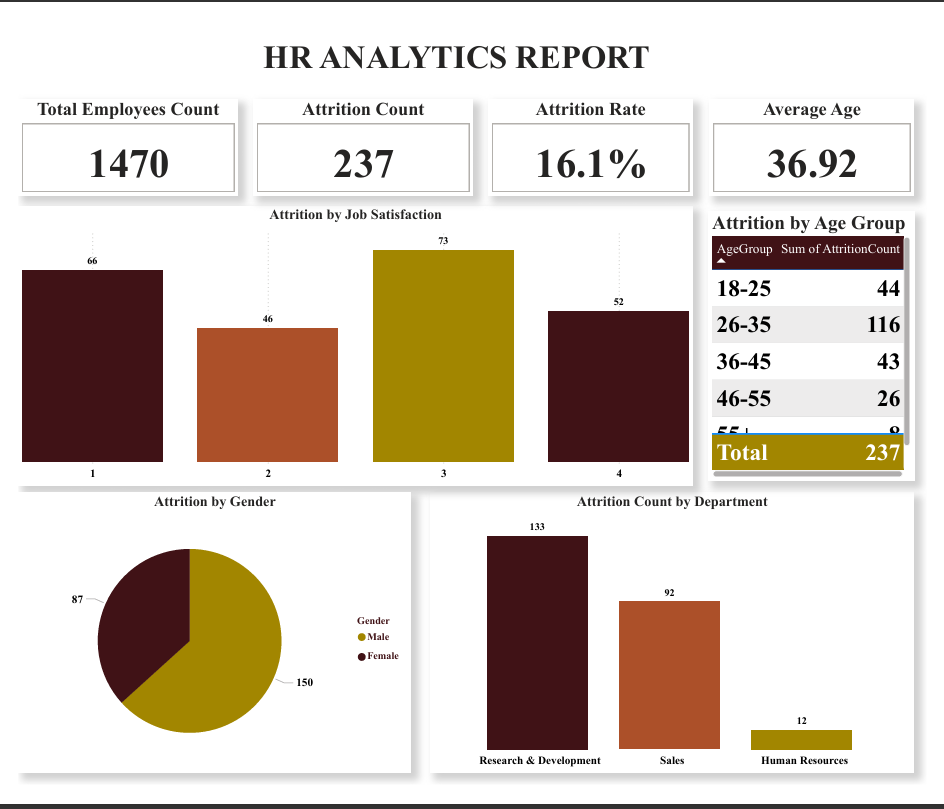 HR ANALYTICS REPORT
Total Employees Count
1470
Attrition Count
237
Attrition Rate
16.1%
Average Age
36.92
Attrition by Job Satisfaction
66
46
73
52
1
2
3
4
Attrition by Age Group
AgeGroup Sum of AttritionCount
18-25 44
26-35 116
36-45 43
46-55 26
Total 237
Attrition by Gender
87
150
Gender
Male
Female
Attrition Count by Department
133
92
12
Research & Development
Sales
Human Resources